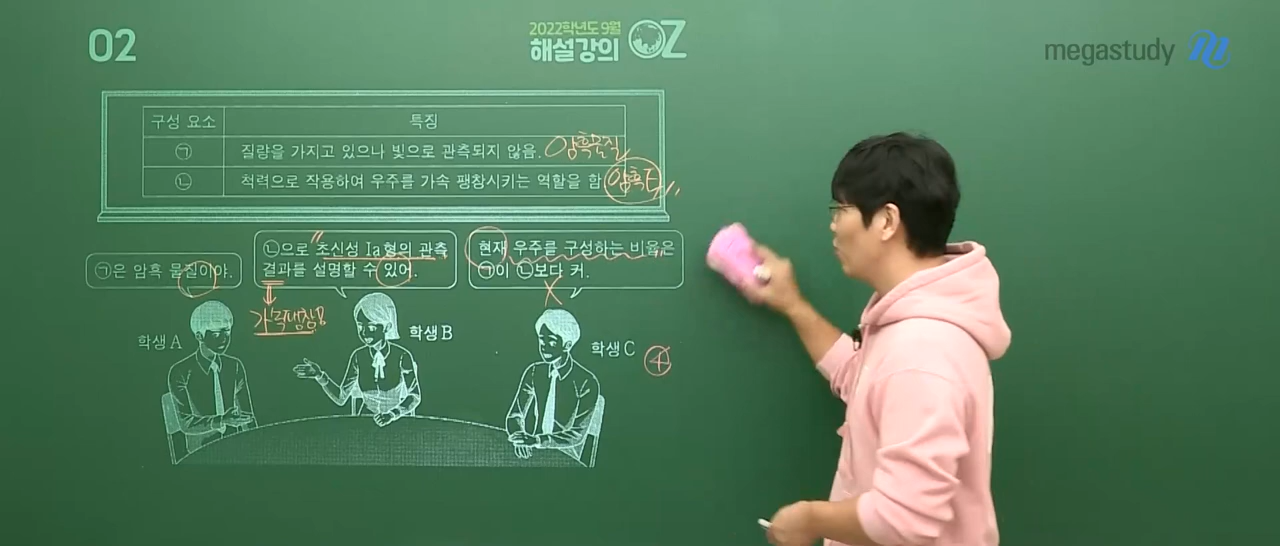 02
2022학년도 9월
해설강의 OZ
megastudy
구성 요소 특징
㉠ 질량을 가지고 있으나 빛으로 관측되지 않음. 암흑물질
㉡ 척력으로 작용하여 우주를 가속 팽창시키는 역할을 함 암흑E
㉠은 암흑 물질이야.
㉡으로 초신성 Ia형의 관측
결과를 설명할 수 있어.
현재 우주를 구성하는 비율은
㉠이 ㉡보다 커.
X
가속팽창
학생 A
학생 B
학생 C
④